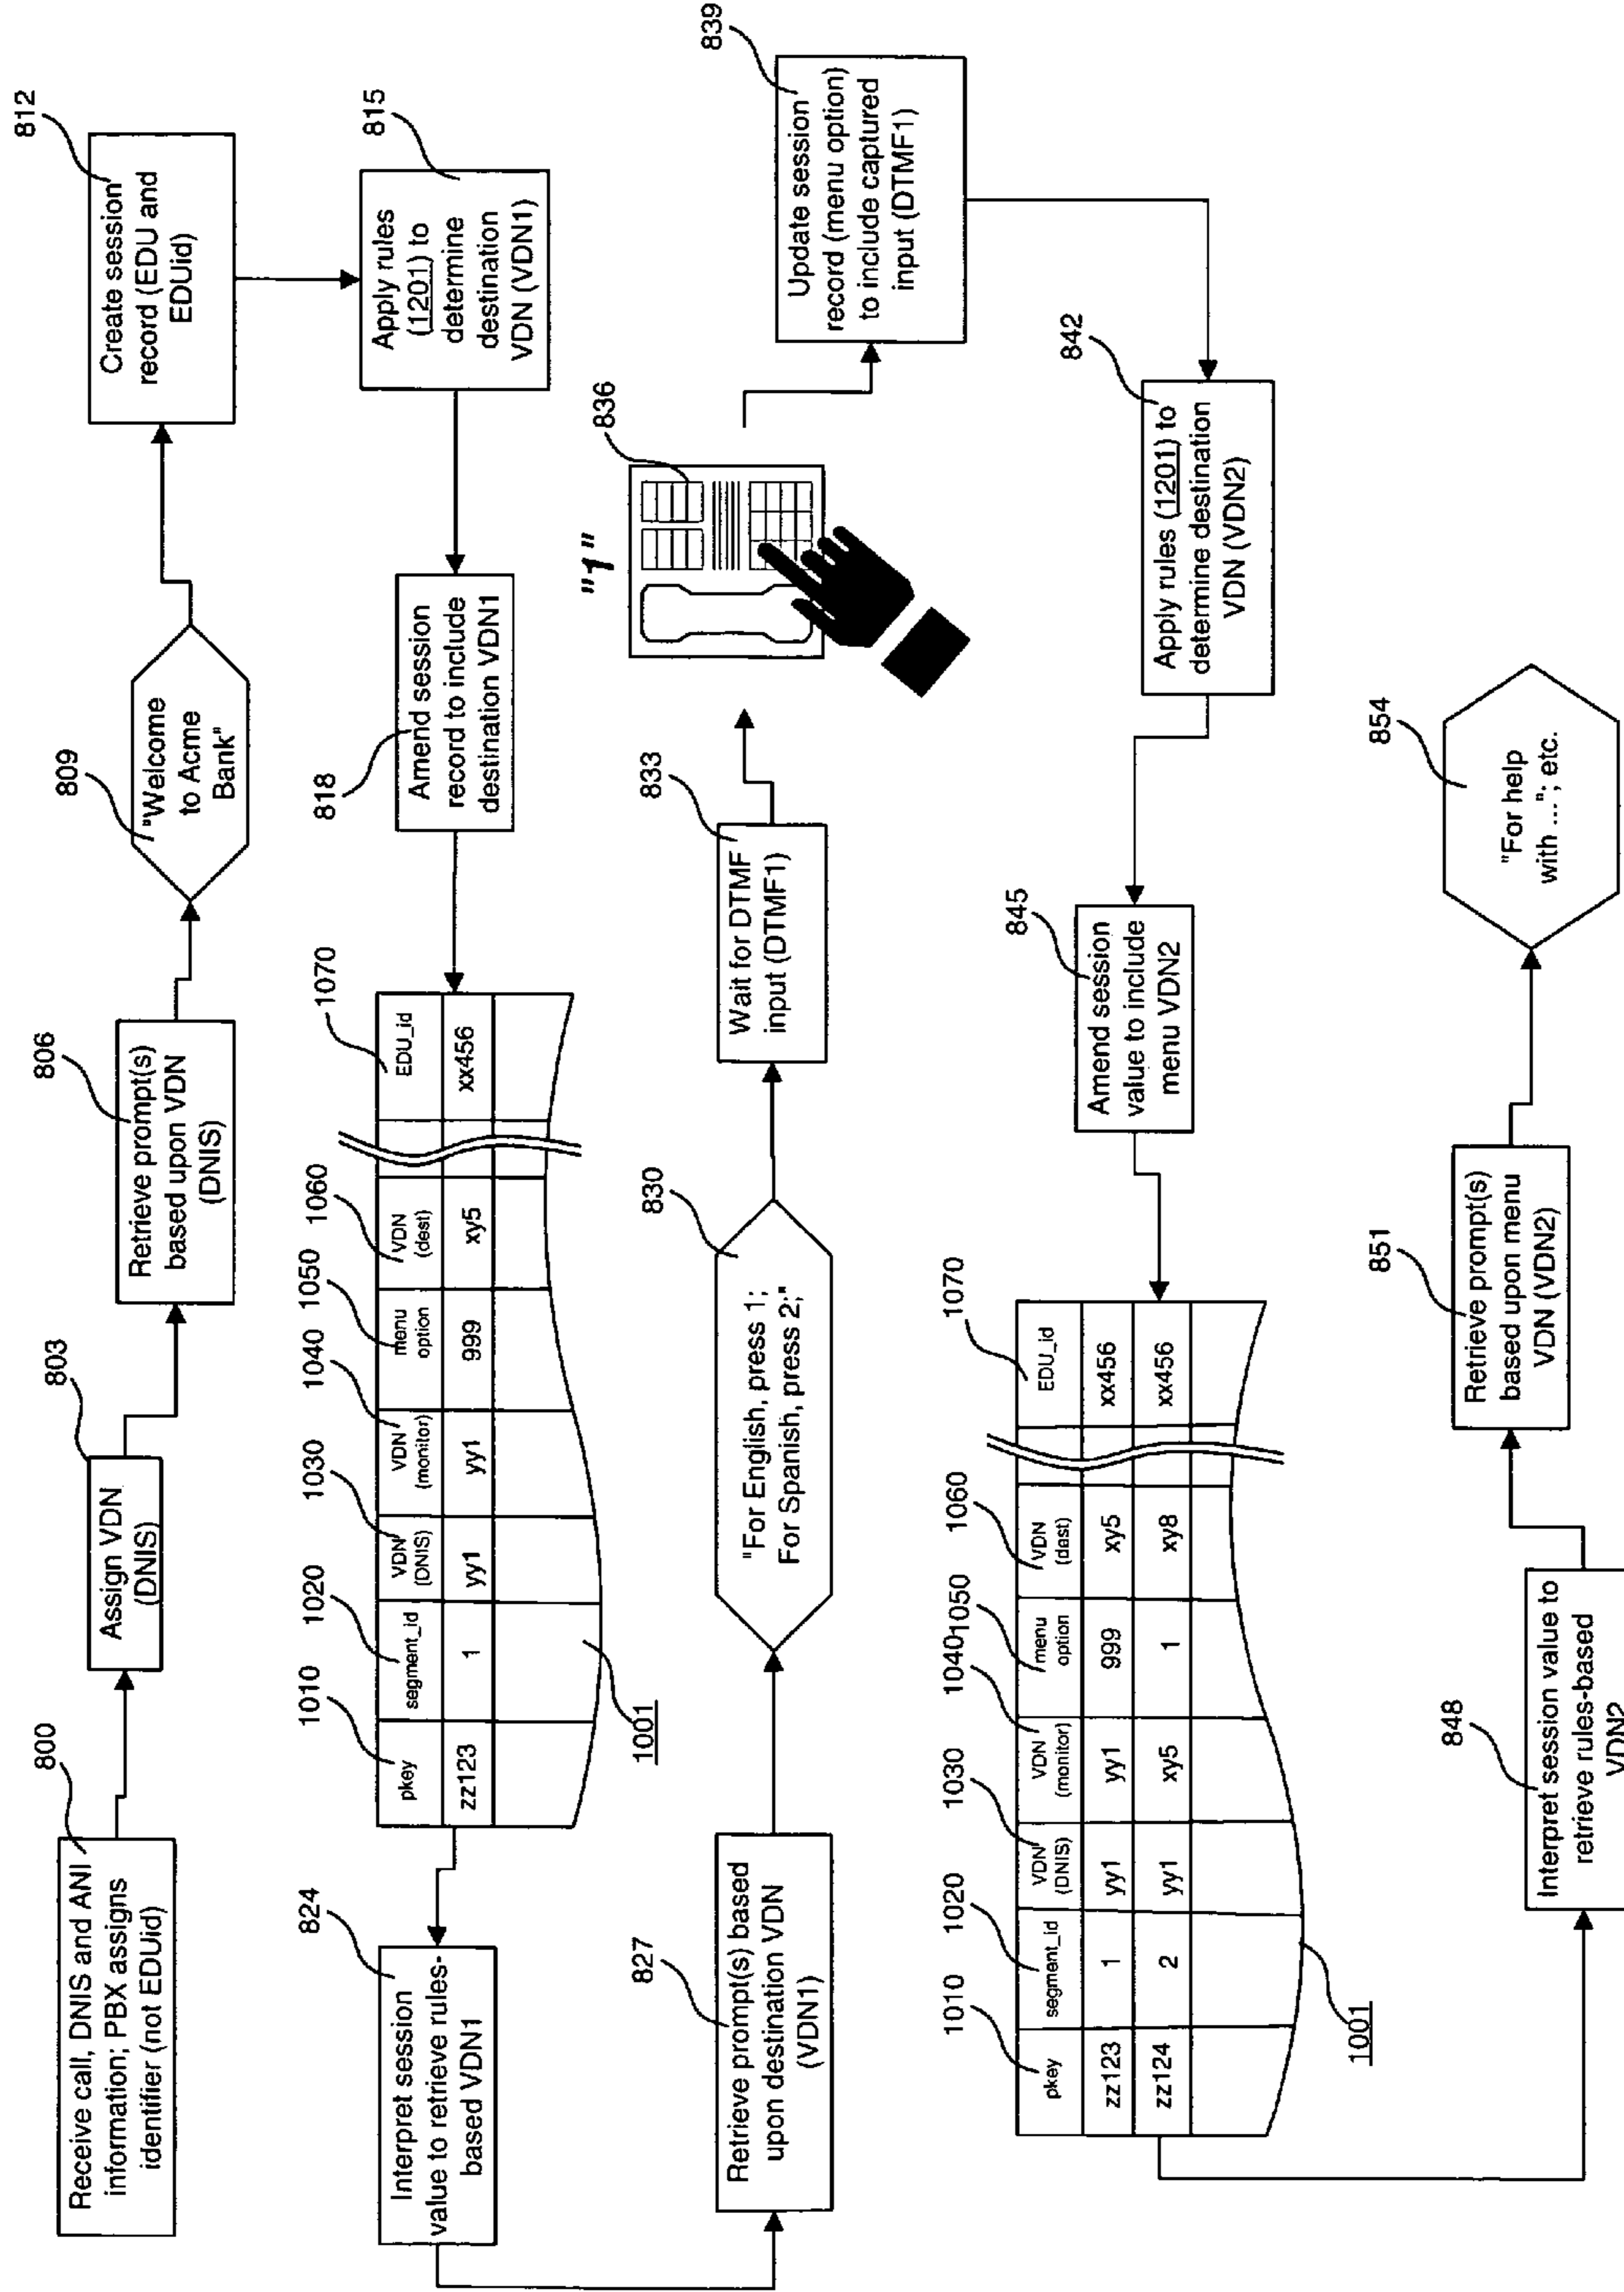 800
Receive call, DNIS and ANI
information; PBX assigns
identifier (not EDUid)
803
Assign VDN
(DNIS)
806
Retrieve prompt(s)
based upon VDN
(DNIS)
809
"Welcome
to Acme
Bank"
812
Create session
record (EDU and
EDUid)
815
Apply rules
(1201) to
determine
destination
VDN (VDN1)
818
Amend session
record to include
destination VDN1
1010 1020 1030 1040 1050 1060 1070
pkey segment_id VDN (DNIS) VDN (monitor) menu option VDN (dest) EDU_id
zz123 1 yy1 yy1 999 xy5 xx456
1001
824
Interpret session
value to retrieve rules-
based VDN1
827
Retrieve prompt(s) based
upon destination VDN
(VDN1)
830
"For English, press 1;
For Spanish, press 2;"
833
Wait for DTMF
input (DTMF1)
"1"
836
839
Update session
record (menu option)
to include captured
input (DTMF1)
842
Apply rules (1201) to
determine destination
VDN (VDN2)
845
Amend session
value to include
menu VDN2
1010 1020 1030 1040 1050 1060 1070
pkey segment_id VDN (DNIS) VDN (monitor) menu option VDN (dest) EDU_id
zz123 1 yy1 yy1 999 xy5 xx456
zz124 2 yy1 xy5 1 xy8 xx456
1001
848
Interpret session value to
retrieve rules-based
VDN2
851
Retrieve prompt(s)
based upon menu
VDN (VDN2)
854
"For help
with ..."; etc.